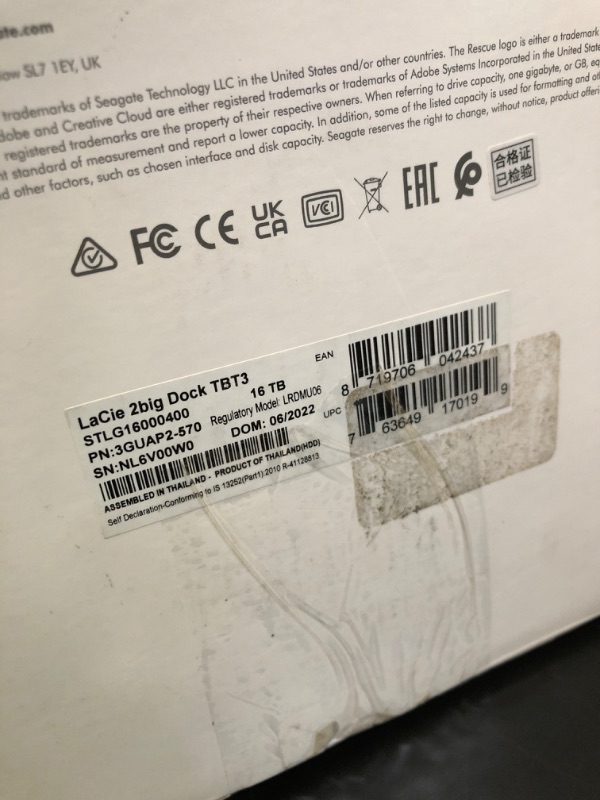 te.com
ow SL7 1EY, UK
trademarks of Seagate Technology LLC in the United States and/or other countries. The Rescue logo is either a trademark
dobe and Creative Cloud are either registered trademarks or trademarks of Adobe Systems Incorporated in the United State
registered trademarks are the property of their respective owners. When referring to drive capacity, one gigabyte, or GB, eq
nt standard of measurement and report a lower capacity. In addition, some of the listed capacity is used for formatting and ot
d other factors, such as chosen interface and disk capacity. Seagate reserves the right to change, without notice, product offeri
FC CE UK CA VCI EAC 合格证
已检验
LaCie 2big Dock TBT3
STLG16000400 16 TB
PN:3GUAP2-570 Regulatory Model: LRDMU06
SN:NL6V00W0 DOM: 06/2022
ASSEMBLED IN THAILAND - PRODUCT OF THAILAND(HDD)
Self Declaration-Conforming to IS 13252(Part1):2010 R-41128813
EAN
8 719706 042437
UPC
7 63649 17019 9